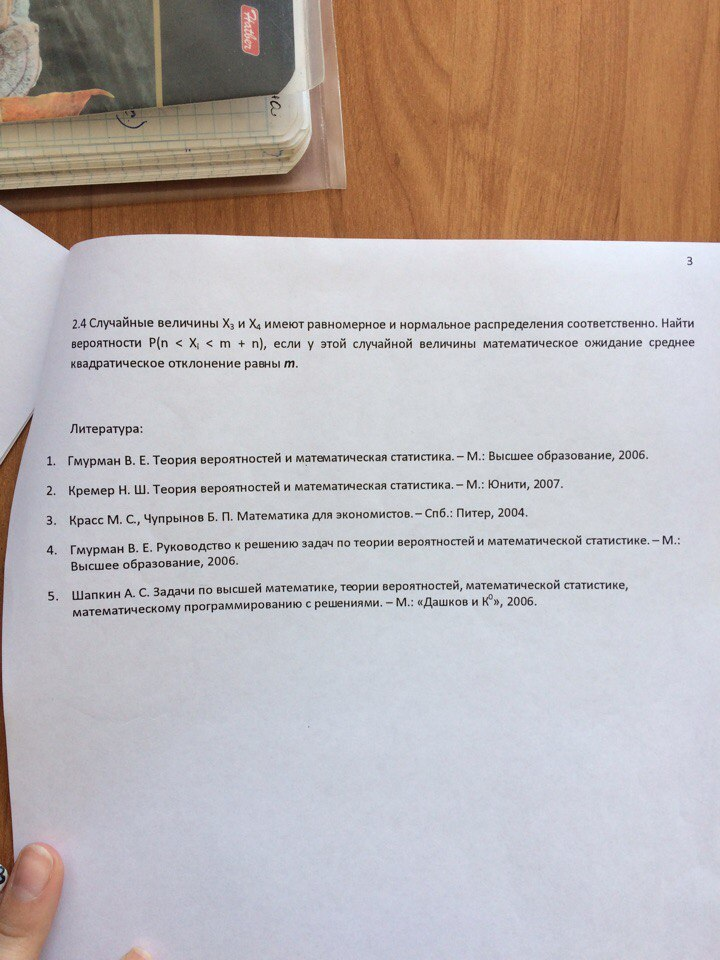 Hatber
на
3
2.4 Случайные величины X₃ и X₄ имеют равномерное и нормальное распределения соответственно. Найти
вероятности P(n < Xᵢ < m + n), если у этой случайной величины математическое ожидание среднее
квадратическое отклонение равны m.
Литература:
1. Гмурман В. Е. Теория вероятностей и математическая статистика. – М.: Высшее образование, 2006.
2. Кремер Н. Ш. Теория вероятностей и математическая статистика. – М.: Юнити, 2007.
3. Красс М. С., Чупрынов Б. П. Математика для экономистов. – Спб.: Питер, 2004.
4. Гмурман В. Е. Руководство к решению задач по теории вероятностей и математической статистике. – М.:
Высшее образование, 2006.
5. Шапкин А. С. Задачи по высшей математике, теории вероятностей, математической статистике,
математическому программированию с решениями. – М.: «Дашков и К⁰», 2006.